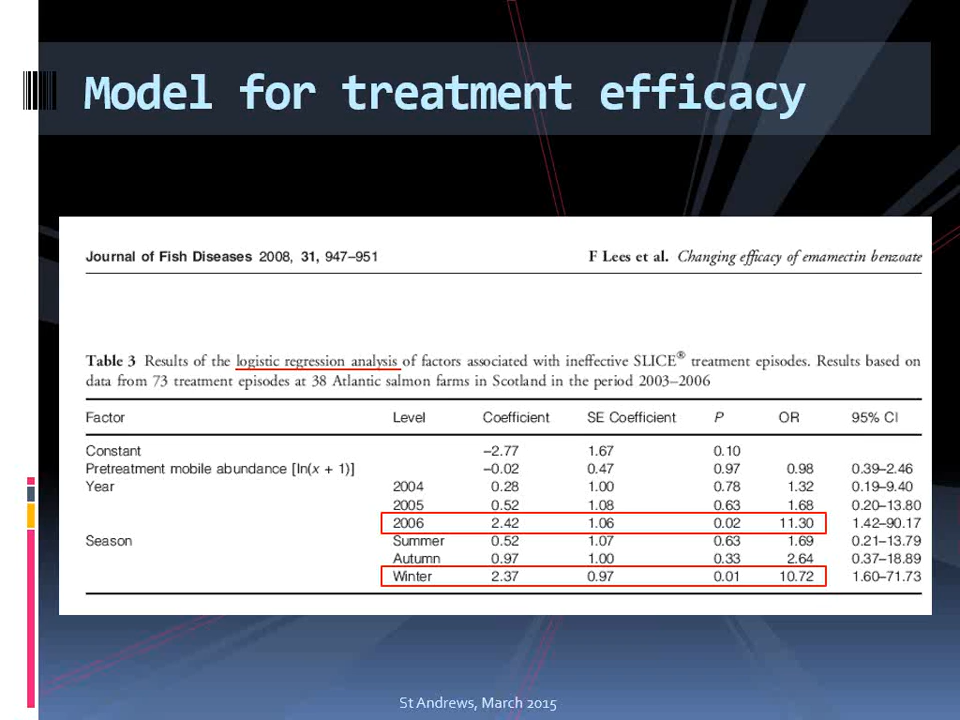 Model for treatment efficacy
Journal of Fish Diseases 2008, 31, 947–951 F Lees et al. Changing efficacy of emamectin benzoate
Table 3 Results of the logistic regression analysis of factors associated with ineffective SLICE® treatment episodes. Results based on
data from 73 treatment episodes at 38 Atlantic salmon farms in Scotland in the period 2003–2006
Factor Level Coefficient SE Coefficient P OR 95% CI
Constant −2.77 1.67 0.10
Pretreatment mobile abundance [ln(x + 1)] −0.02 0.47 0.97 0.98 0.39–2.46
Year 2004 0.28 1.00 0.78 1.32 0.19–9.40
2005 0.52 1.08 0.63 1.68 0.20–13.80
2006 2.42 1.06 0.02 11.30 1.42–90.17
Season Summer 0.52 1.07 0.63 1.69 0.21–13.79
Autumn 0.97 1.00 0.33 2.64 0.37–18.89
Winter 2.37 0.97 0.01 10.72 1.60–71.73
St Andrews, March 2015